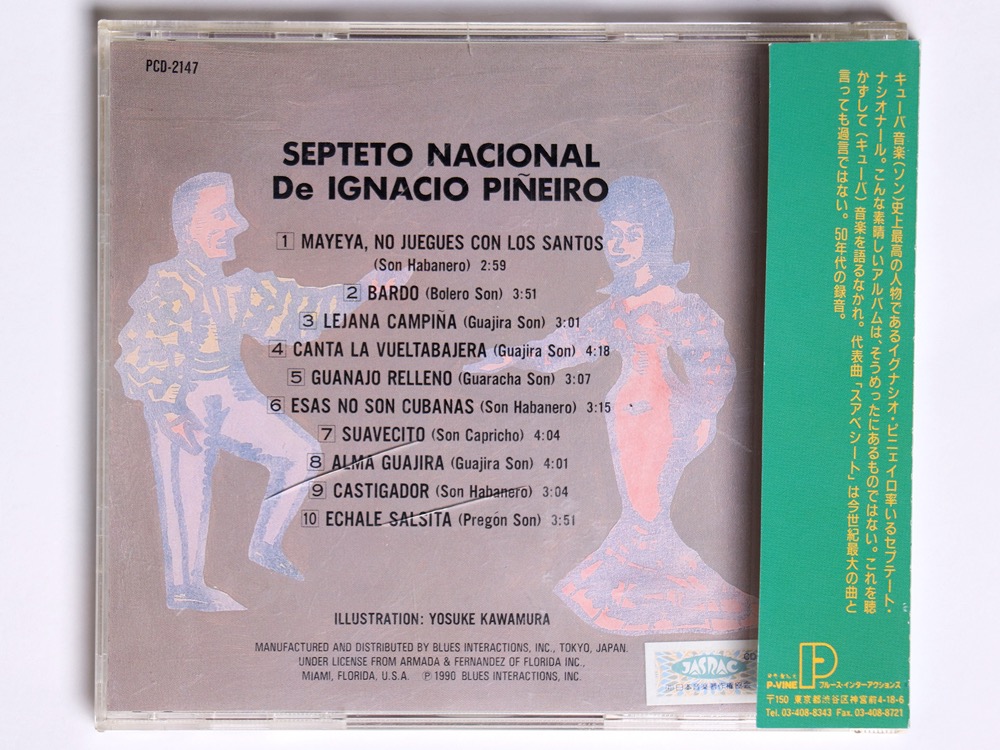 PCD-2147
SEPTETO NACIONAL
De IGNACIO PIÑEIRO
1 MAYEYA, NO JUEGUES CON LOS SANTOS
(Son Habanero) 2:59
2 BARDO (Bolero Son) 3:51
3 LEJANA CAMPIÑA (Guajira Son) 3:01
4 CANTA LA VUELTABAJERA (Guajira Son) 4:18
5 GUANAJO RELLENO (Guaracha Son) 3:07
6 ESAS NO SON CUBANAS (Son Habanero) 3:15
7 SUAVECITO (Son Capricho) 4:04
8 ALMA GUAJIRA (Guajira Son) 4:01
9 CASTIGADOR (Son Habanero) 3:04
10 ECHALE SALSITA (Pregón Son) 3:51
ILLUSTRATION: YOSUKE KAWAMURA
MANUFACTURED AND DISTRIBUTED BY BLUES INTERACTIONS, INC., TOKYO, JAPAN.
UNDER LICENSE FROM ARMADA & FERNANDEZ OF FLORIDA INC.,
MIAMI, FLORIDA, U.S.A. ℗ 1990 BLUES INTERACTIONS, INC.
JASRAC
キューバ音楽(ソン)史上最高の人物であるイグナシオ・ピニェイロ率いるセプテート・
ナシオナール。こんな素晴しいアルバムは、そうめったにあるものではない。これを聴
かずして(キューバ)音楽を語るなかれ。代表曲「スアベシート」は今世紀最大の曲と
言っても過言ではない。50年代の録音。
P-VINE ブルース・インターアクションズ
〒150 東京都渋谷区神宮前4-18-6
Tel. 03-408-8343 Fax. 03-408-8721